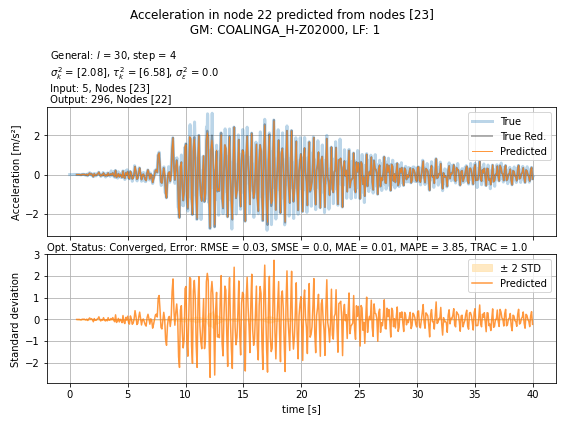 Acceleration in node 22 predicted from nodes [23]
GM: COALINGA_H-Z02000, LF: 1
General: l = 30, step = 4
σ²ₖ = [2.08], τ²ₖ = [6.58], σ²ₑ = 0.0
Input: 5, Nodes [23]
Output: 296, Nodes [22]
Acceleration [m/s²]
2
0
−2
True
True Red.
Predicted
Opt. Status: Converged, Error: RMSE = 0.03, SMSE = 0.0, MAE = 0.01, MAPE = 3.85, TRAC = 1.0
Standard deviation
3
2
1
0
−1
−2
± 2 STD
Predicted
0 5 10 15 20 25 30 35 40
time [s]